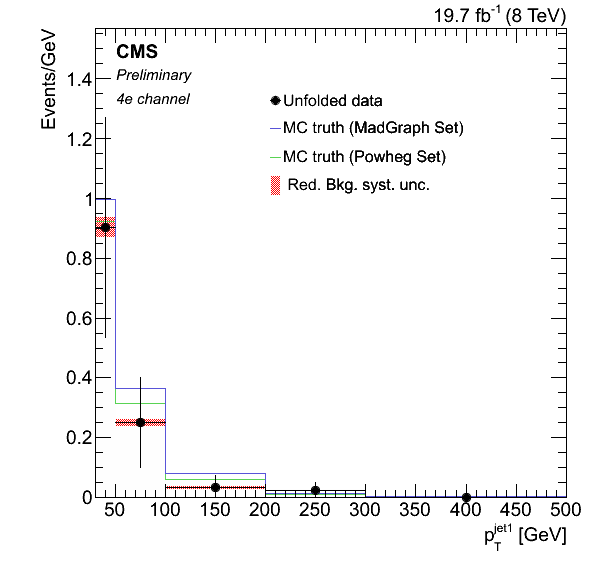 19.7 fb⁻¹ (8 TeV)
Events/GeV
CMS
Preliminary
4e channel
Unfolded data
MC truth (MadGraph Set)
MC truth (Powheg Set)
Red. Bkg. syst. unc.
1.4
1.2
1
0.8
0.6
0.4
0.2
0
50 100 150 200 250 300 350 400 450 500
p_T^jet1 [GeV]